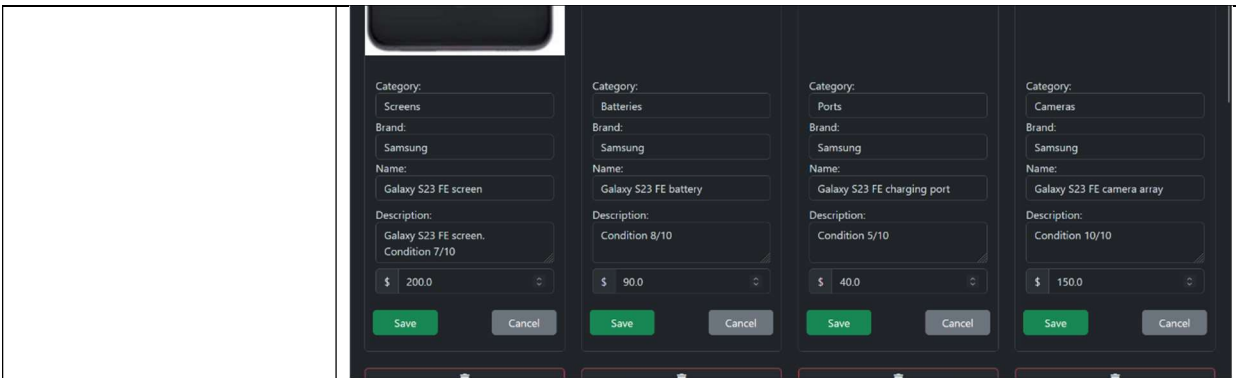 Category:
Screens
Brand:
Samsung
Name:
Galaxy S23 FE screen
Description:
Galaxy S23 FE screen.
Condition 7/10
$ 200.0
Save Cancel
Category:
Batteries
Brand:
Samsung
Name:
Galaxy S23 FE battery
Description:
Condition 8/10
$ 90.0
Save Cancel
Category:
Ports
Brand:
Samsung
Name:
Galaxy S23 FE charging port
Description:
Condition 5/10
$ 40.0
Save Cancel
Category:
Cameras
Brand:
Samsung
Name:
Galaxy S23 FE camera array
Description:
Condition 10/10
$ 150.0
Save Cancel